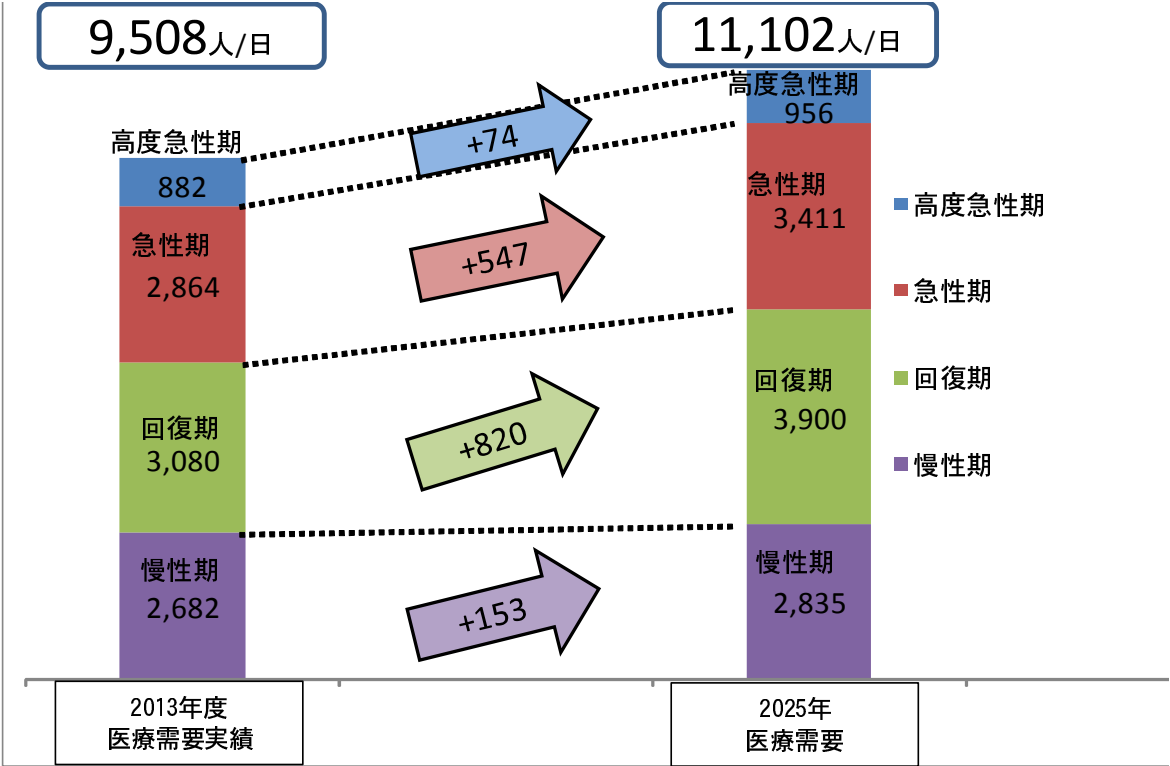 9,508人/日
11,102人/日
高度急性期
882
急性期
2,864
回復期
3,080
慢性期
2,682
+74
+547
+820
+153
高度急性期
956
急性期
3,411
回復期
3,900
慢性期
2,835
高度急性期
急性期
回復期
慢性期
2013年度
医療需要実績
2025年
医療需要